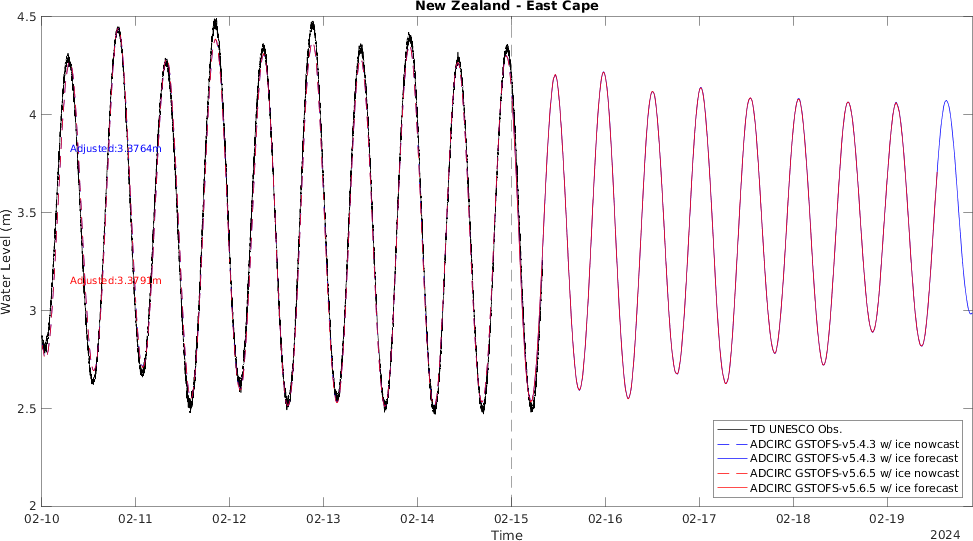 New Zealand - East Cape
4.5
4
3.5
3
2.5
2
Water Level (m)
Adjusted:3.3764m
Adjusted:3.3791m
TD UNESCO Obs.
ADCIRC GSTOFS-v5.4.3 w/ ice nowcast
ADCIRC GSTOFS-v5.4.3 w/ ice forecast
ADCIRC GSTOFS-v5.6.5 w/ ice nowcast
ADCIRC GSTOFS-v5.6.5 w/ ice forecast
02-10 02-11 02-12 02-13 02-14 02-15 02-16 02-17 02-18 02-19
Time
2024